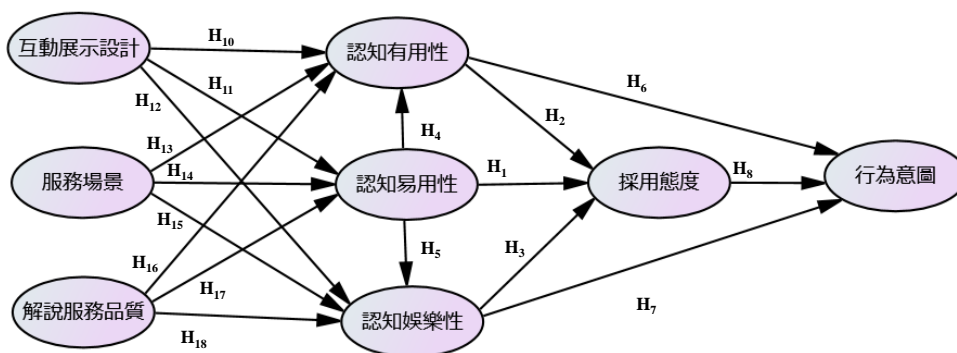 互動展示設計
服務場景
解說服務品質
認知有用性
認知易用性
認知娛樂性
採用態度
行為意圖
H10
H11
H12
H13
H14
H15
H16
H17
H18
H4
H5
H1
H2
H3
H6
H7
H8